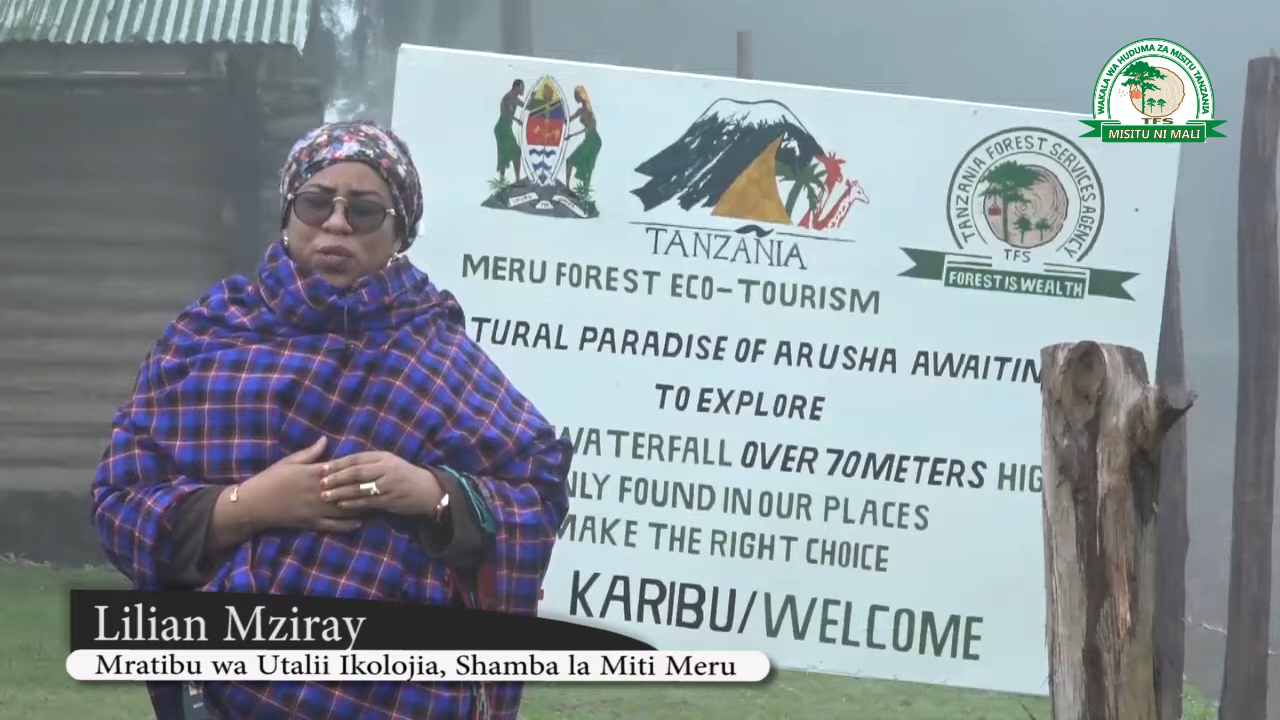 WAKALA WA HUDUMA ZA MISITU TANZANIA
TFS
MISITU NI MALI
TANZANIA FOREST SERVICES AGENCY
TFS
FOREST IS WEALTH
TANZAÑIA
MERU FOREST ECO-TOURISM
TURAL PARADISE OF ARUSHA AWAITIN
TO EXPLORE
WATERFALL OVER 70METERS HIG
NLY FOUND IN OUR PLACES
MAKE THE RIGHT CHOICE
KARIBU/WELCOME
Lilian Mziray
Mratibu wa Utalii Ikolojia, Shamba la Miti Meru